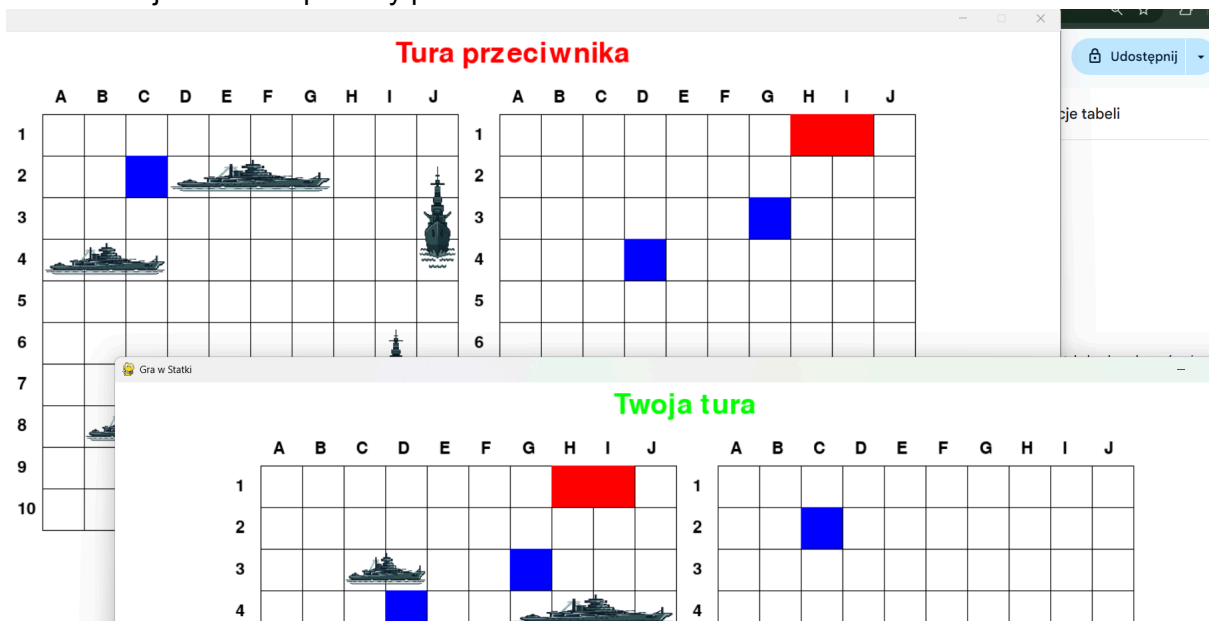 Udostępnij
Tura przeciwnika
cje tabeli
A B C D E F G H I J A B C D E F G H I J
1 1
2 2
3 3
4 4
5 5
6 6
7
8
9
10
Gra w Statki
Twoja tura
A B C D E F G H I J A B C D E F G H I J
1 1
2 2
3 3
4 4